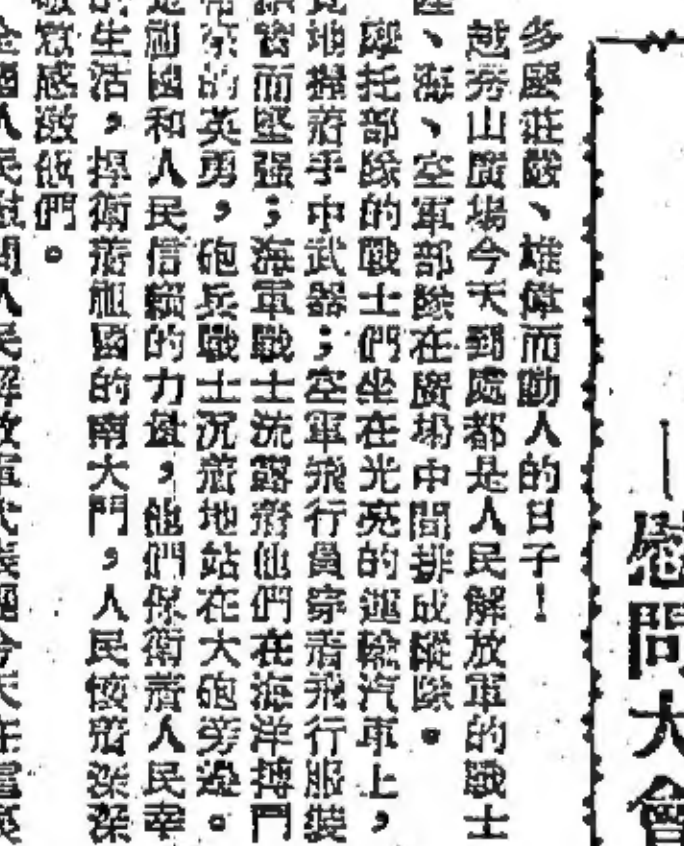 慰問大會
多麼莊嚴、雄偉而動人的日子！
越秀山廣場今天到處都是人民解放軍的戰士
、海、空軍部隊在廣場中間排成縱隊。
摩托部隊的戰士們坐在光亮的運輸汽車上，
地握着手中武器；空軍飛行員穿着飛行服裝
而堅强；海軍戰士流露着他們在海洋搏鬥
的英勇，砲兵戰士沉着地站在大砲旁邊。
祖國和人民信賴的力量，他們保衛着人民幸
生活，捍衛着祖國的南大門，人民懷着深深
感激他們。
人民慰問人民解放軍代表團今天在